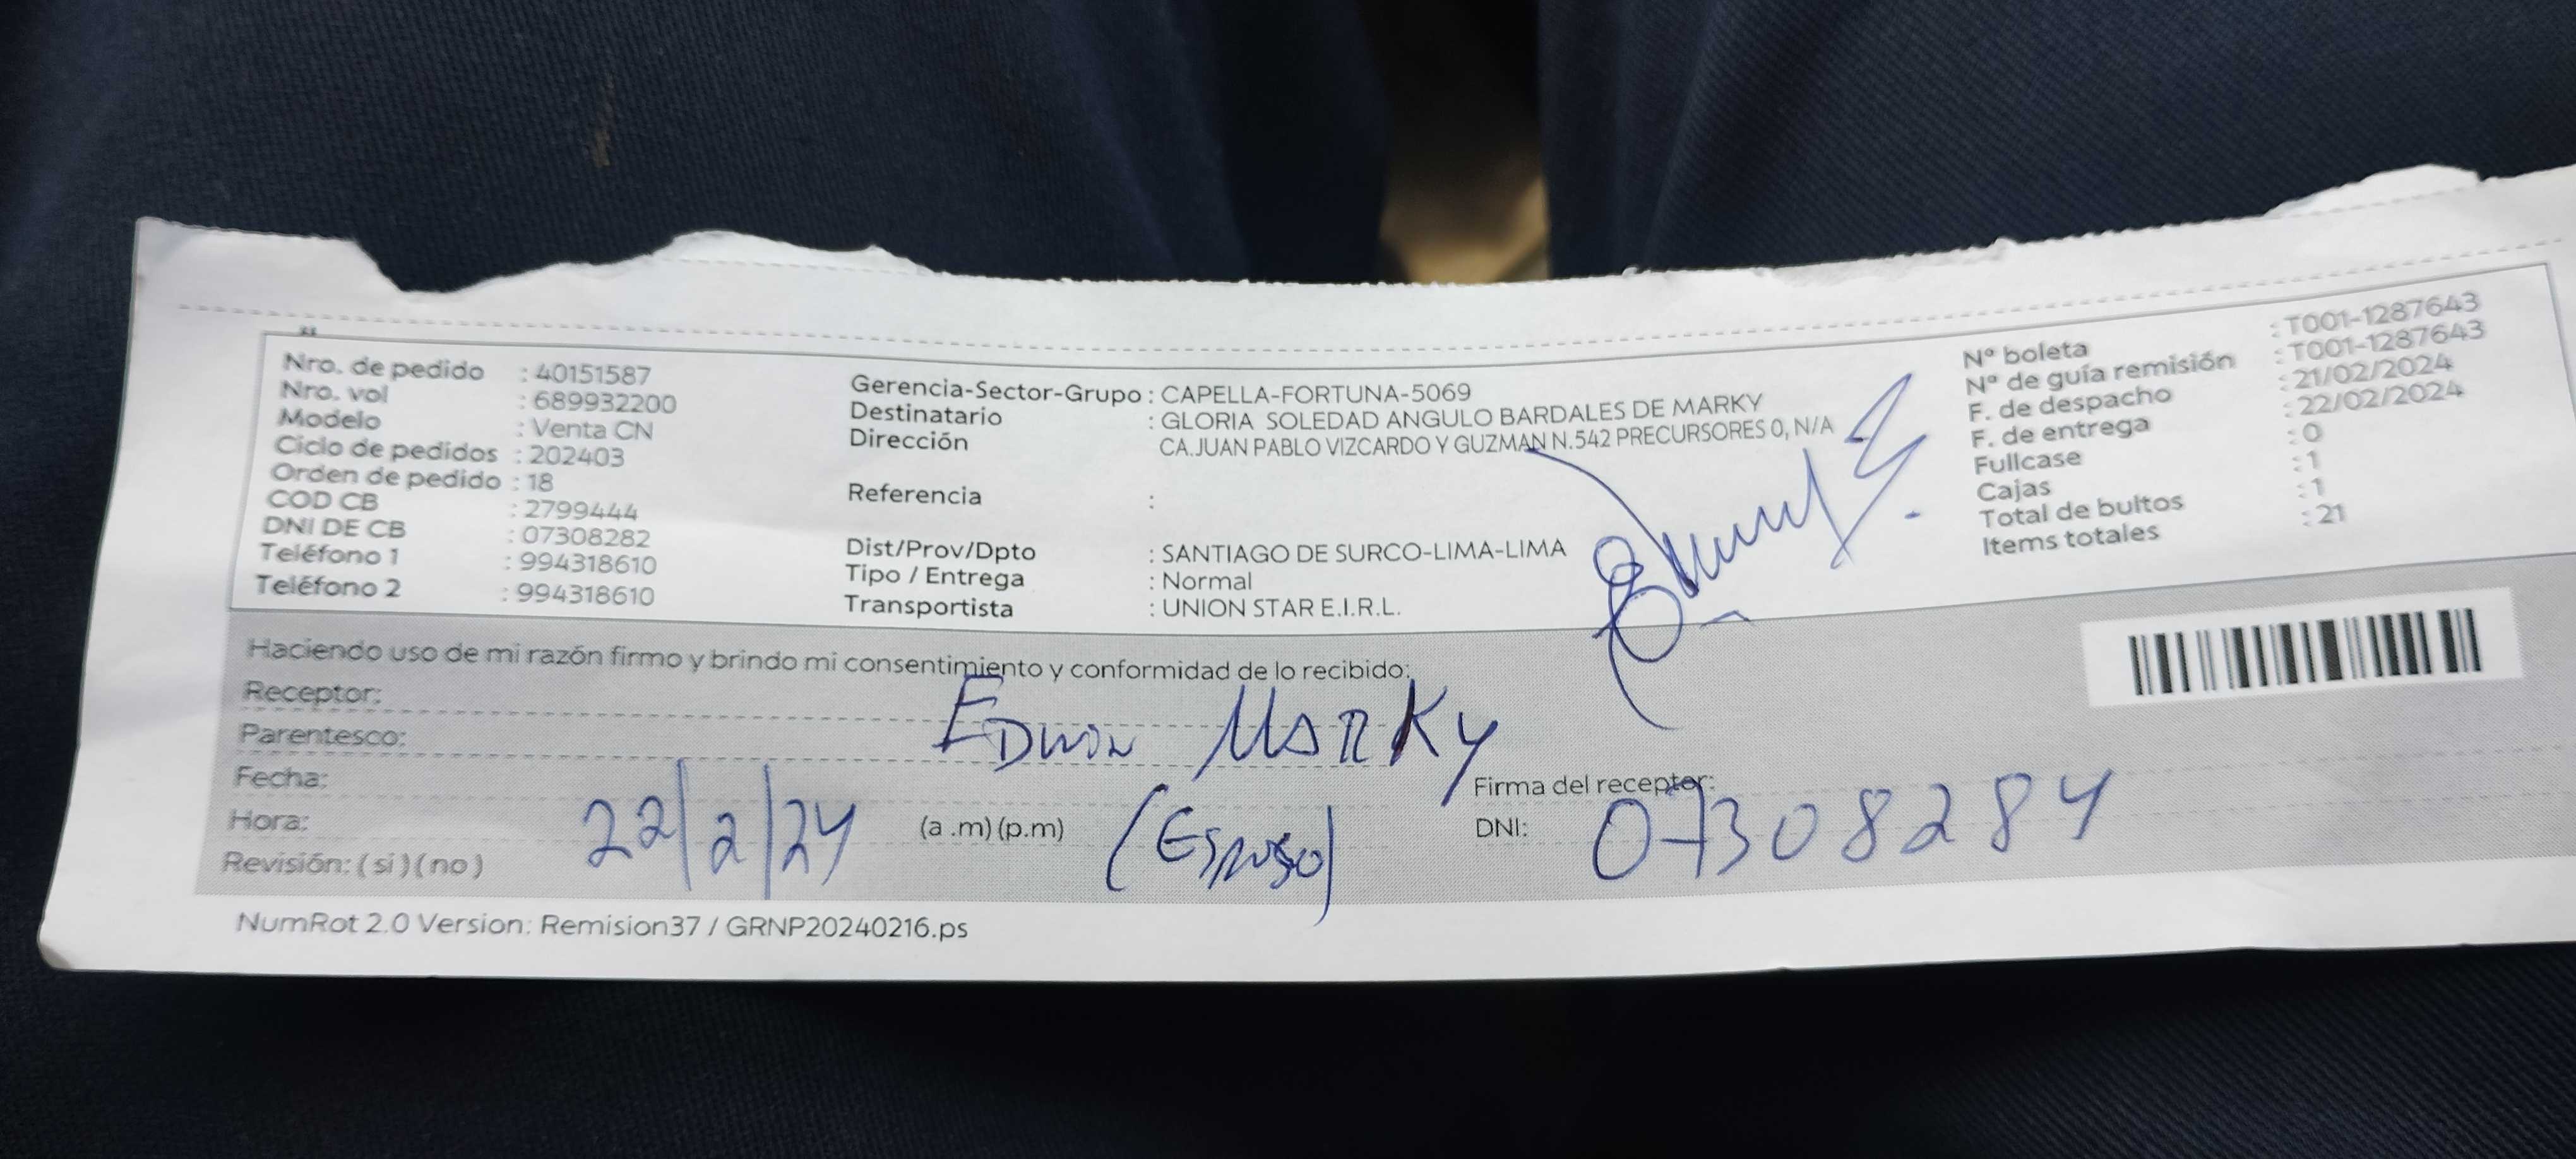 Nro. de pedido : 40151587
Nro. vol : 689932200
Modelo : Venta CN
Ciclo de pedidos : 202403
Orden de pedido : 18
COD CB : 2799444
DNI DE CB : 07308282
Teléfono 1 : 994318610
Teléfono 2 : 994318610
Gerencia-Sector-Grupo : CAPELLA-FORTUNA-5069
Destinatario : GLORIA SOLEDAD ANGULO BARDALES DE MARKY
Dirección CA.JUAN PABLO VIZCARDO Y GUZMAN N.542 PRECURSORES 0, N/A
Referencia :
Dist/Prov/Dpto : SANTIAGO DE SURCO-LIMA-LIMA
Tipo / Entrega : Normal
Transportista : UNION STAR E.I.R.L.
N° boleta : T001-1287643
N° de guía remisión : T001-1287643
F. de despacho : 21/02/2024
F. de entrega : 22/02/2024
Fullcase : 0
Cajas : 1
Total de bultos : 1
Items totales : 21
Haciendo uso de mi razón firmo y brindo mi consentimiento y conformidad de lo recibido:
Receptor: EDWIN MARKY
Parentesco:
Fecha: 22/2/24 (Esposo) Firma del receptor:
Hora: (a .m) (p.m) DNI: 07308284
Revisión: ( si ) ( no )
NumRot 2.0 Version: Remision37 / GRNP20240216.ps